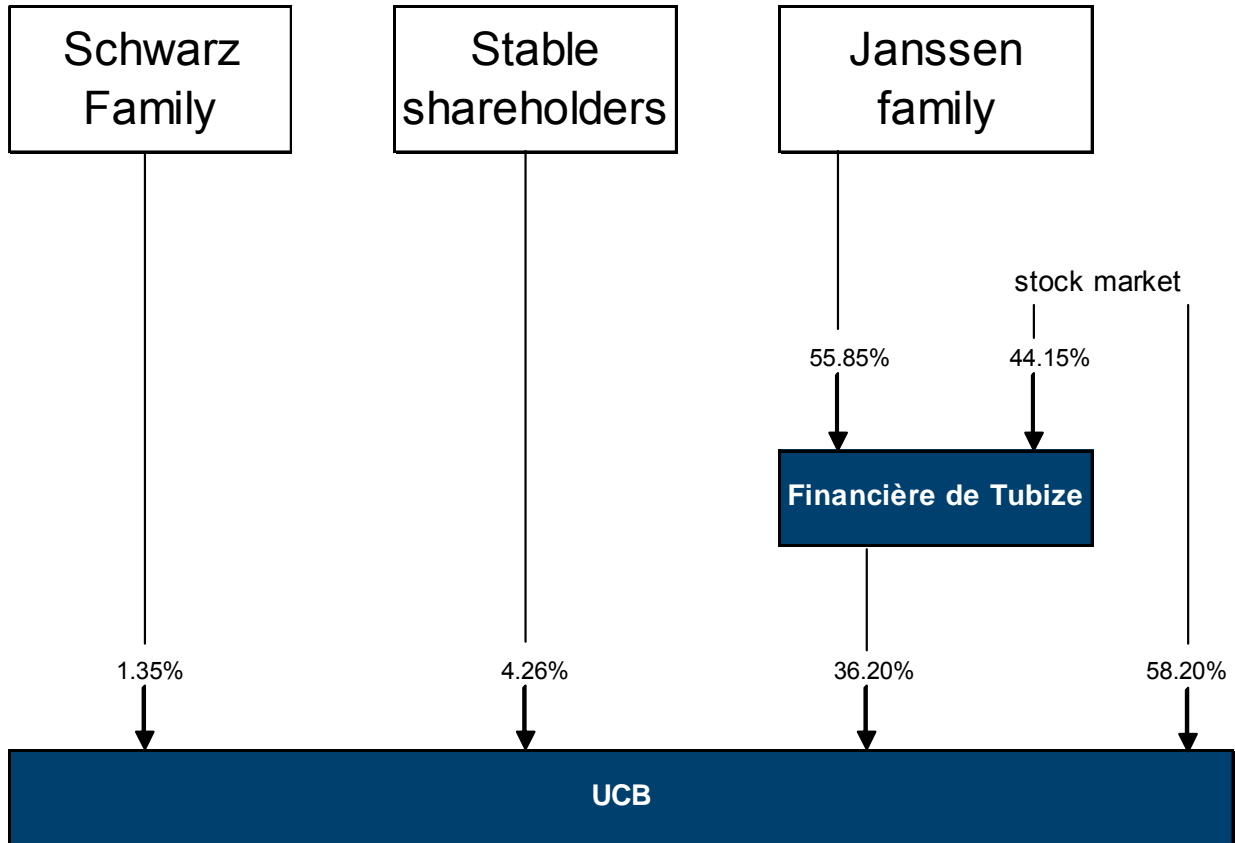 Schwarz
Family
Stable
shareholders
Janssen
family
stock market
55.85%
44.15%
Financière de Tubize
1.35%
4.26%
36.20%
58.20%
UCB